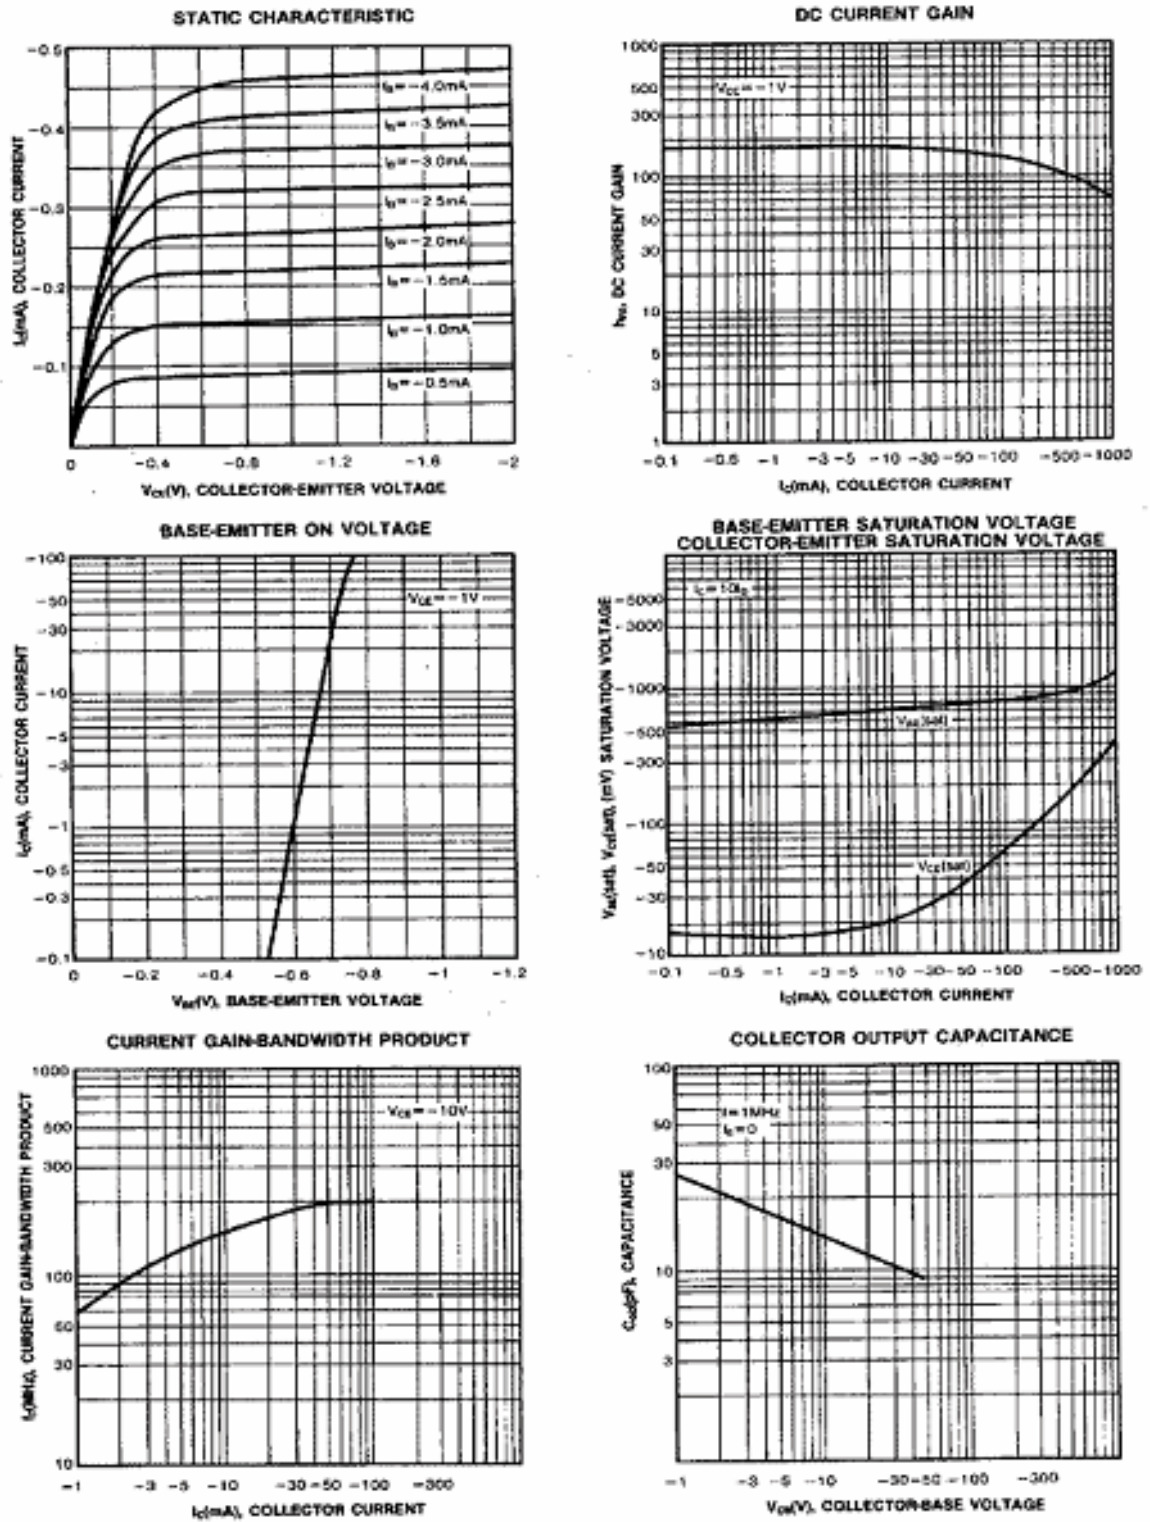 STATIC CHARACTERISTIC
-0.5
-0.4
-0.3
-0.2
-0.1
0 -0.4 -0.8 -1.2 -1.6 -2
IC(mA), COLLECTOR CURRENT
IB=-4.0mA
IB=-3.5mA
IB=-3.0mA
IB=-2.5mA
IB=-2.0mA
IB=-1.5mA
IB=-1.0mA
IB=-0.5mA
VCE(V), COLLECTOR-EMITTER VOLTAGE
DC CURRENT GAIN
1000
500
300
100
50
30
10
5
3
1
hFE, DC CURRENT GAIN
VCE=-1V
-0.1 -0.5 -1 -3 -5 -10 -30 -50 -100 -500 -1000
IC(mA), COLLECTOR CURRENT
BASE-EMITTER ON VOLTAGE
-100
-50
-30
-10
-5
-3
-1
-0.5
-0.3
-0.1
IC(mA), COLLECTOR CURRENT
VCE=-1V
0 -0.2 -0.4 -0.6 -0.8 -1 -1.2
VBE(V), BASE-EMITTER VOLTAGE
BASE-EMITTER SATURATION VOLTAGE
COLLECTOR-EMITTER SATURATION VOLTAGE
-5000
-3000
-1000
-500
-300
-100
-50
-30
-10
VBE(sat), VCE(sat), (mV) SATURATION VOLTAGE
IC=10IB
VBE(sat)
VCE(sat)
-0.1 -0.5 -1 -3 -5 -10 -30 -50 -100 -500 -1000
IC(mA), COLLECTOR CURRENT
CURRENT GAIN-BANDWIDTH PRODUCT
1000
500
300
100
50
30
10
(MHz), CURRENT GAIN-BANDWIDTH PRODUCT
VCE=-10V
-1 -3 -5 -10 -30 -50 -100 -300
IC(mA), COLLECTOR CURRENT
COLLECTOR OUTPUT CAPACITANCE
100
50
30
10
5
3
(pF), CAPACITANCE
f=1MHz
IE=0
-1 -3 -5 -10 -30 -50 -100 -300
VCB(V), COLLECTOR-BASE VOLTAGE